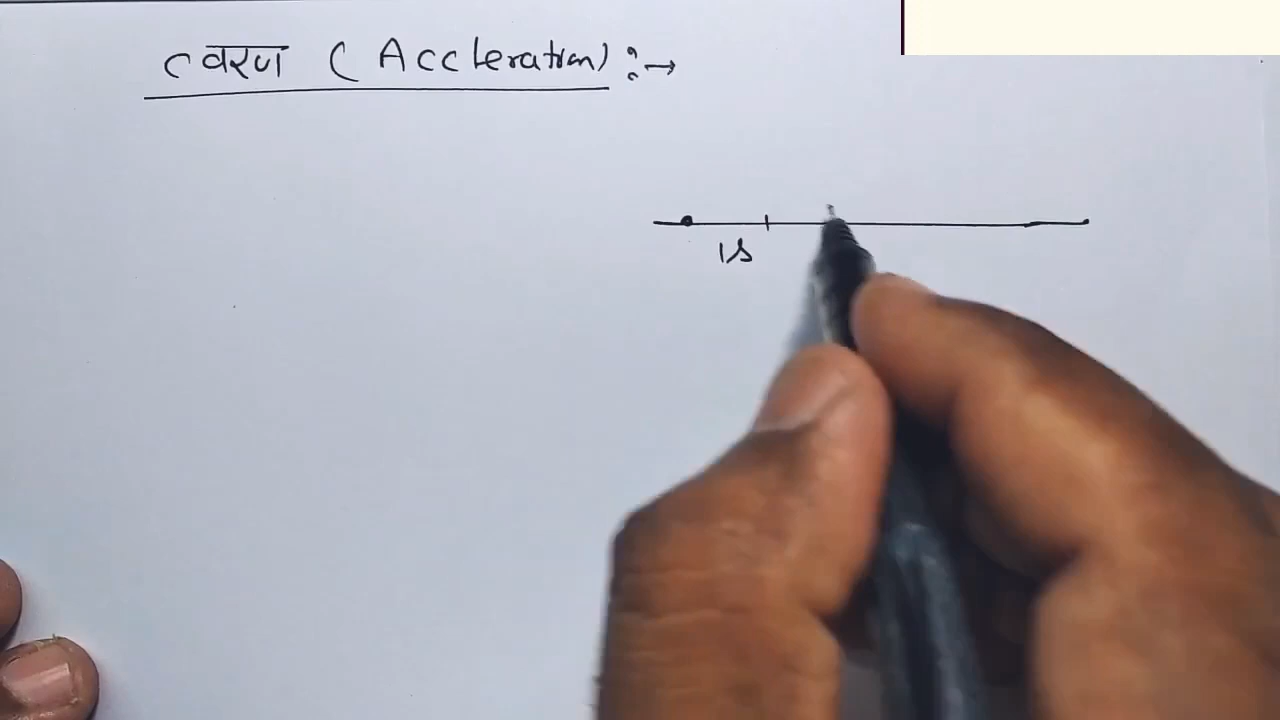 त्वरण ( Accleration) :→
1s